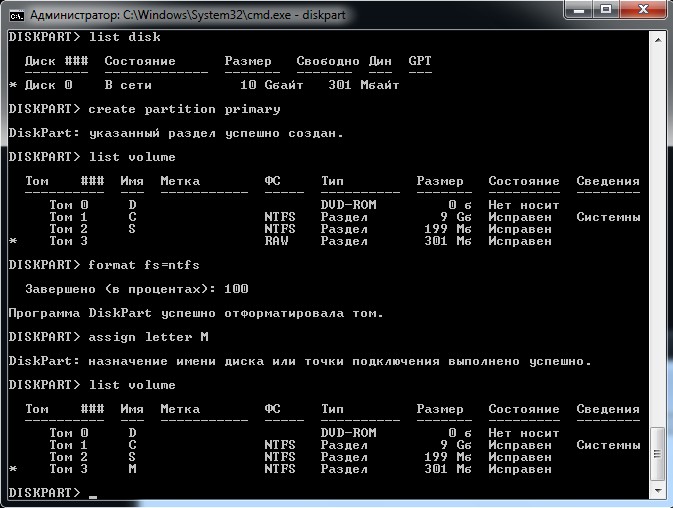 Администратор: C:\Windows\System32\cmd.exe - diskpart
DISKPART> list disk
Диск ### Состояние Размер Свободно Дин GPT
-------- ------------- ------- ------- --- ---
* Диск 0 В сети 10 Gбайт 301 Mбайт
DISKPART> create partition primary
DiskPart: указанный раздел успешно создан.
DISKPART> list volume
Том ### Имя Метка ФС Тип Размер Состояние Сведения
---------- --- ----------- ----- ---------- ------- --------- --------
Том 0 D DVD-ROM 0 б Нет носит
Том 1 C NTFS Раздел 9 Gб Исправен Системны
Том 2 S NTFS Раздел 199 Mб Исправен
* Том 3 RAW Раздел 301 Mб Исправен
DISKPART> format fs=ntfs
Завершено (в процентах): 100
Программа DiskPart успешно отформатировала том.
DISKPART> assign letter M
DiskPart: назначение имени диска или точки подключения выполнено успешно.
DISKPART> list volume
Том ### Имя Метка ФС Тип Размер Состояние Сведения
---------- --- ----------- ----- ---------- ------- --------- --------
Том 0 D DVD-ROM 0 б Нет носит
Том 1 C NTFS Раздел 9 Gб Исправен Системны
Том 2 S NTFS Раздел 199 Mб Исправен
* Том 3 M NTFS Раздел 301 Mб Исправен
DISKPART> _